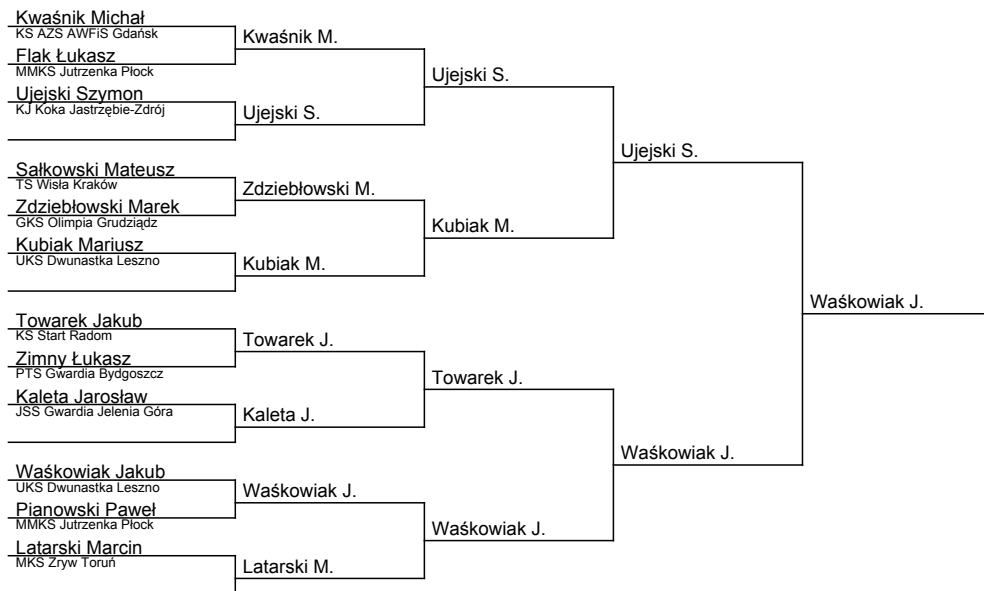 Kwaśnik Michał
KS AZS AWFiS Gdańsk
Kwaśnik M.
Flak Łukasz
MMKS Jutrzenka Płock
Ujejski S.
Ujejski Szymon
KJ Koka Jastrzębie-Zdrój
Ujejski S.
Ujejski S.
Sałkowski Mateusz
TS Wisła Kraków
Zdziebłowski M.
Zdziebłowski Marek
GKS Olimpia Grudziądz
Kubiak M.
Kubiak Mariusz
UKS Dwunastka Leszno
Kubiak M.
Waśkowiak J.
Towarek Jakub
KS Start Radom
Towarek J.
Zimny Łukasz
PTS Gwardia Bydgoszcz
Towarek J.
Kaleta Jarosław
JSS Gwardia Jelenia Góra
Kaleta J.
Waśkowiak J.
Waśkowiak Jakub
UKS Dwunastka Leszno
Waśkowiak J.
Pianowski Paweł
MMKS Jutrzenka Płock
Waśkowiak J.
Latarski Marcin
MKS Zryw Toruń
Latarski M.